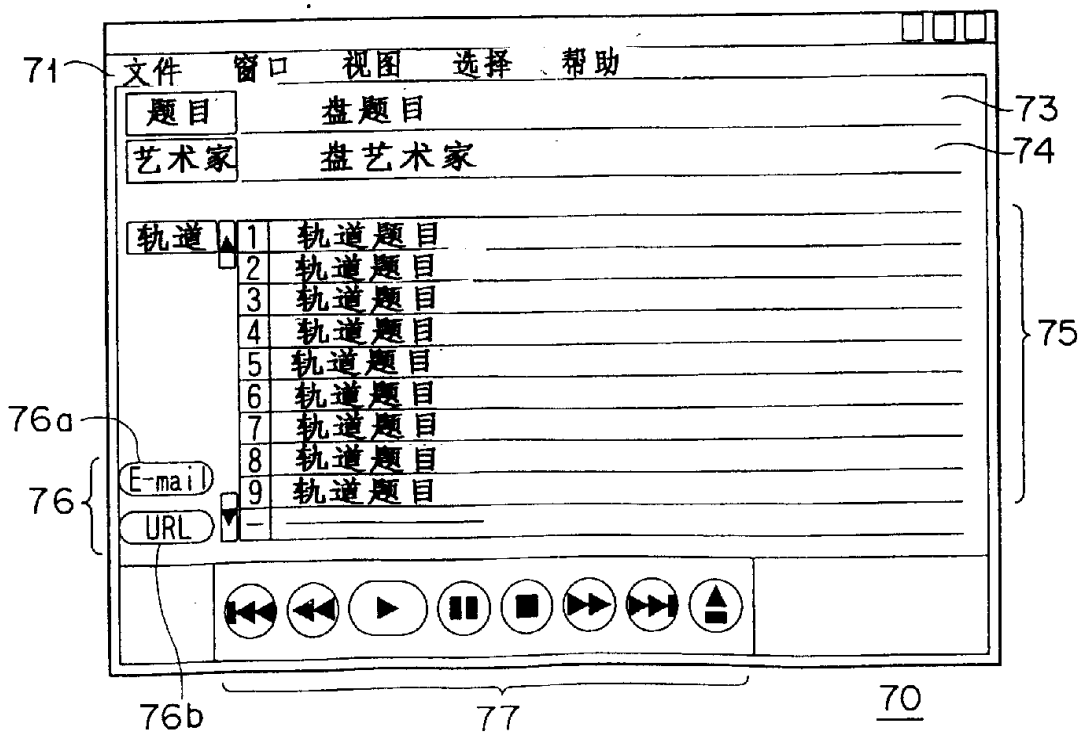 71 文件 窗口 视图 选择 帮助
题目 盘题目 73
艺术家 盘艺术家 74
轨道 1 轨道题目
2 轨道题目
3 轨道题目
4 轨道题目 75
5 轨道题目
6 轨道题目
7 轨道题目
76a
8 轨道题目
E-mail
9 轨道题目
76
URL
76b 77 70